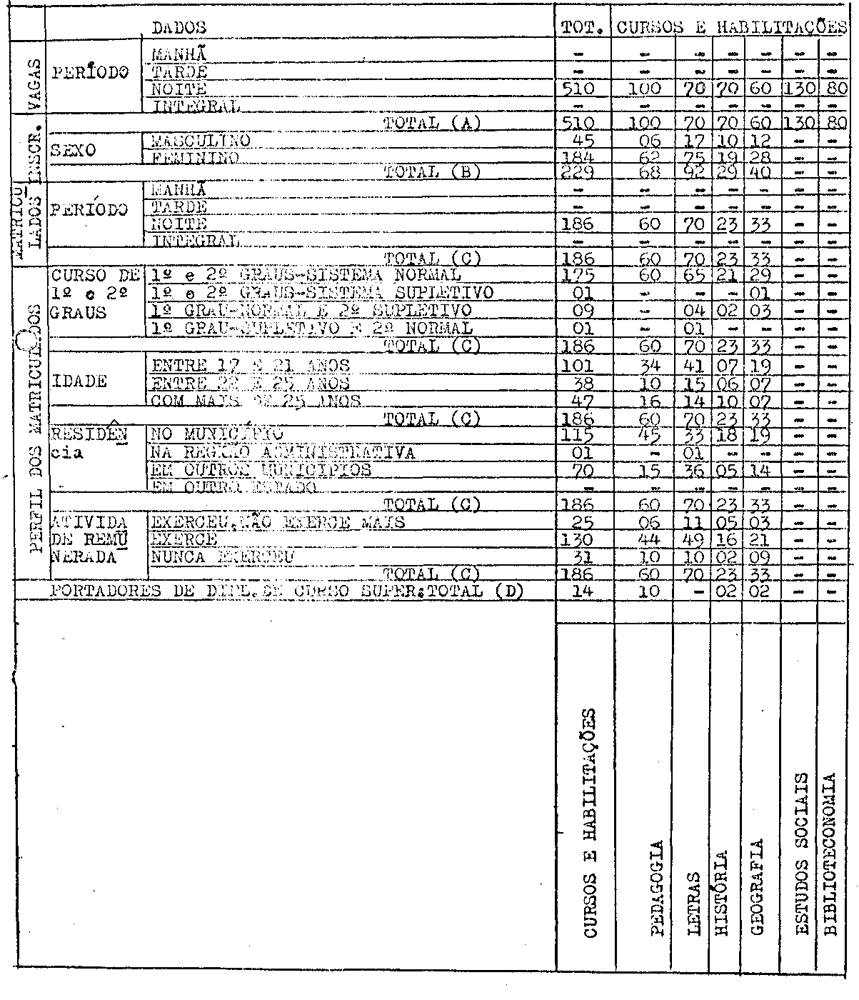 DADOS TOT. CURSOS E HABILITAÇÕES
VAGAS PERÍODO MANHÃ - - - - - - -
TARDE - - - - - - -
NOITE 510 100 70 70 60 130 80
INTEGRAL - - - - - - -
TOTAL (A) 510 100 70 70 60 130 80
INSCR. SEXO MASCULINO 45 06 17 10 12 - -
FEMININO 184 62 75 19 28 - -
TOTAL (B) 229 68 92 29 40 - -
MATRICU
LADOS PERÍODO MANHÃ - - - - - - -
TARDE - - - - - - -
NOITE 186 60 70 23 33 - -
INTEGRAL - - - - - - -
TOTAL (C) 186 60 70 23 33 - -
PERFIL DOS MATRICULADOS
CURSO DE 1º e 2º GRAUS-SISTEMA NORMAL 175 60 65 21 29 - -
1º e 2º 1º e 2º GRAUS-SISTEMA SUPLETIVO 01 - - - 01 - -
GRAUS 1º GRAU-NORMAL E 2º SUPLETIVO 09 - 04 02 03 - -
1º GRAU-SUPLETIVO E 2º NORMAL 01 - 01 - - - -
TOTAL (C) 186 60 70 23 33 - -
IDADE ENTRE 17 E 21 ANOS 101 34 41 07 19 - -
ENTRE 22 E 25 ANOS 38 10 15 06 07 - -
COM MAIS DE 25 ANOS 47 16 14 10 07 - -
TOTAL (C) 186 60 70 23 33 - -
RESIDÊN NO MUNICÍPIO 115 45 33 18 19 - -
cia NA REGIÃO ADMINISTRATIVA 01 - 01 - - - -
EM OUTROS MUNICIPIOS 70 15 36 05 14 - -
EM OUTRO ESTADO - - - - - - -
TOTAL (C) 186 60 70 23 33 - -
ATIVIDA EXERCEU,NÃO EXERCE MAIS 25 06 11 05 03 - -
DE REMU EXERCE 130 44 49 16 21 - -
NERADA NUNCA EXERCEU 31 10 10 02 09 - -
TOTAL (C) 186 60 70 23 33 - -
PORTADORES DE DIPL.DE CURSO SUPER:TOTAL (D) 14 10 - 02 02 - -
CURSOS E HABILITAÇÕES
PEDAGOGIA
LETRAS
HISTÓRIA
GEOGRAFIA
ESTUDOS SOCIAIS
BIBLIOTECONOMIA